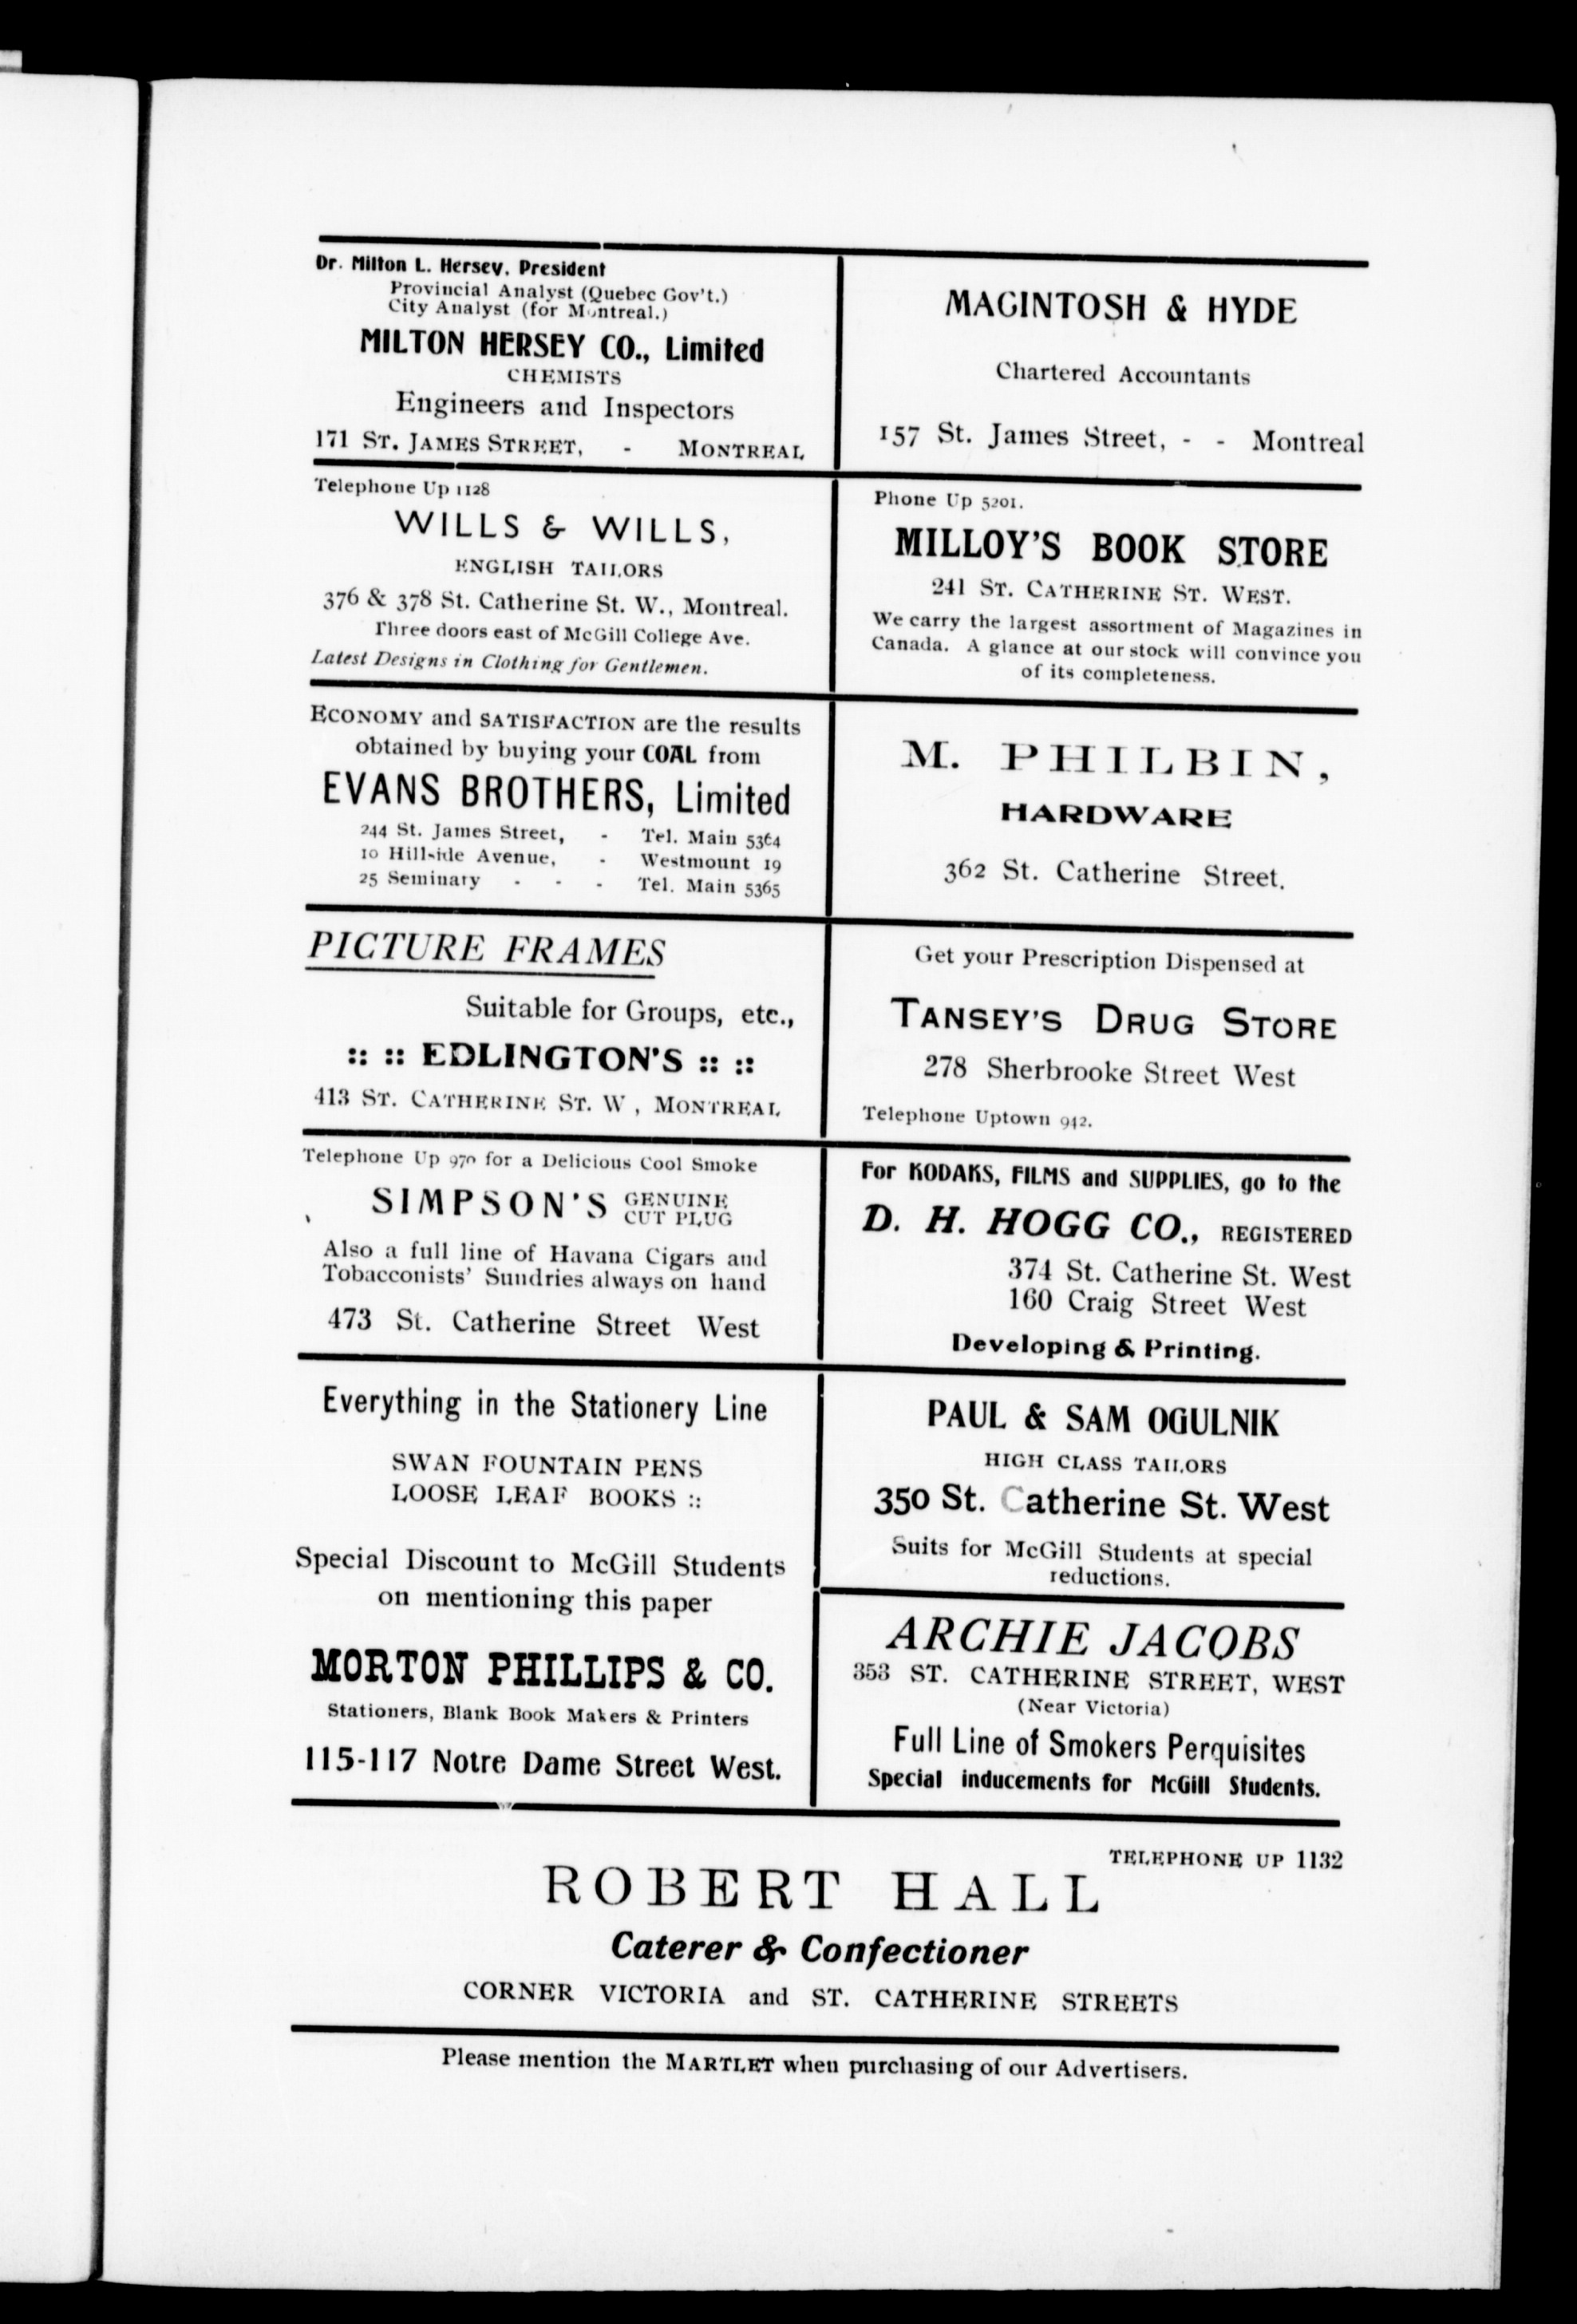 Dr. Milton L. Hersey, President
Provincial Analyst (Quebec Gov't.)
City Analyst (for Montreal.)
MILTON HERSEY CO., Limited
CHEMISTS
Engineers and Inspectors
171 ST. JAMES STREET, - MONTREAL
MACINTOSH & HYDE
Chartered Accountants
157 St. James Street, - - Montreal
Telephone Up 1128
WILLS & WILLS,
ENGLISH TAILORS
376 & 378 St. Catherine St. W., Montreal.
Three doors east of McGill College Ave.
Latest Designs in Clothing for Gentlemen.
Phone Up 5201.
MILLOY'S BOOK STORE
241 ST. CATHERINE ST. WEST.
We carry the largest assortment of Magazines in
Canada. A glance at our stock will convince you
of its completeness.
ECONOMY and SATISFACTION are the results
obtained by buying your COAL from
EVANS BROTHERS, Limited
244 St. James Street, - Tel. Main 5364
10 Hillside Avenue, - Westmount 19
25 Seminary - - - Tel. Main 5365
M. PHILBIN,
HARDWARE
362 St. Catherine Street.
PICTURE FRAMES
Suitable for Groups, etc.,
:: :: EDLINGTON'S :: ::
413 ST. CATHERINE ST. W , MONTREAL
Get your Prescription Dispensed at
TANSEY'S DRUG STORE
278 Sherbrooke Street West
Telephone Uptown 942.
Telephone Up 970 for a Delicious Cool Smoke
SIMPSON'S GENUINE
CUT PLUG
Also a full line of Havana Cigars and
Tobacconists' Sundries always on hand
473 St. Catherine Street West
For KODAKS, FILMS and SUPPLIES, go to the
D. H. HOGG CO., REGISTERED
374 St. Catherine St. West
160 Craig Street West
Developing & Printing.
Everything in the Stationery Line
SWAN FOUNTAIN PENS
LOOSE LEAF BOOKS ::
Special Discount to McGill Students
on mentioning this paper
MORTON PHILLIPS & CO.
Stationers, Blank Book Makers & Printers
115-117 Notre Dame Street West.
PAUL & SAM OGULNIK
HIGH CLASS TAILORS
350 St. Catherine St. West
Suits for McGill Students at special
reductions.
ARCHIE JACOBS
353 ST. CATHERINE STREET, WEST
(Near Victoria)
Full Line of Smokers Perquisites
Special inducements for McGill Students.
TELEPHONE UP 1132
ROBERT HALL
Caterer & Confectioner
CORNER VICTORIA and ST. CATHERINE STREETS
Please mention the MARTLET when purchasing of our Advertisers.